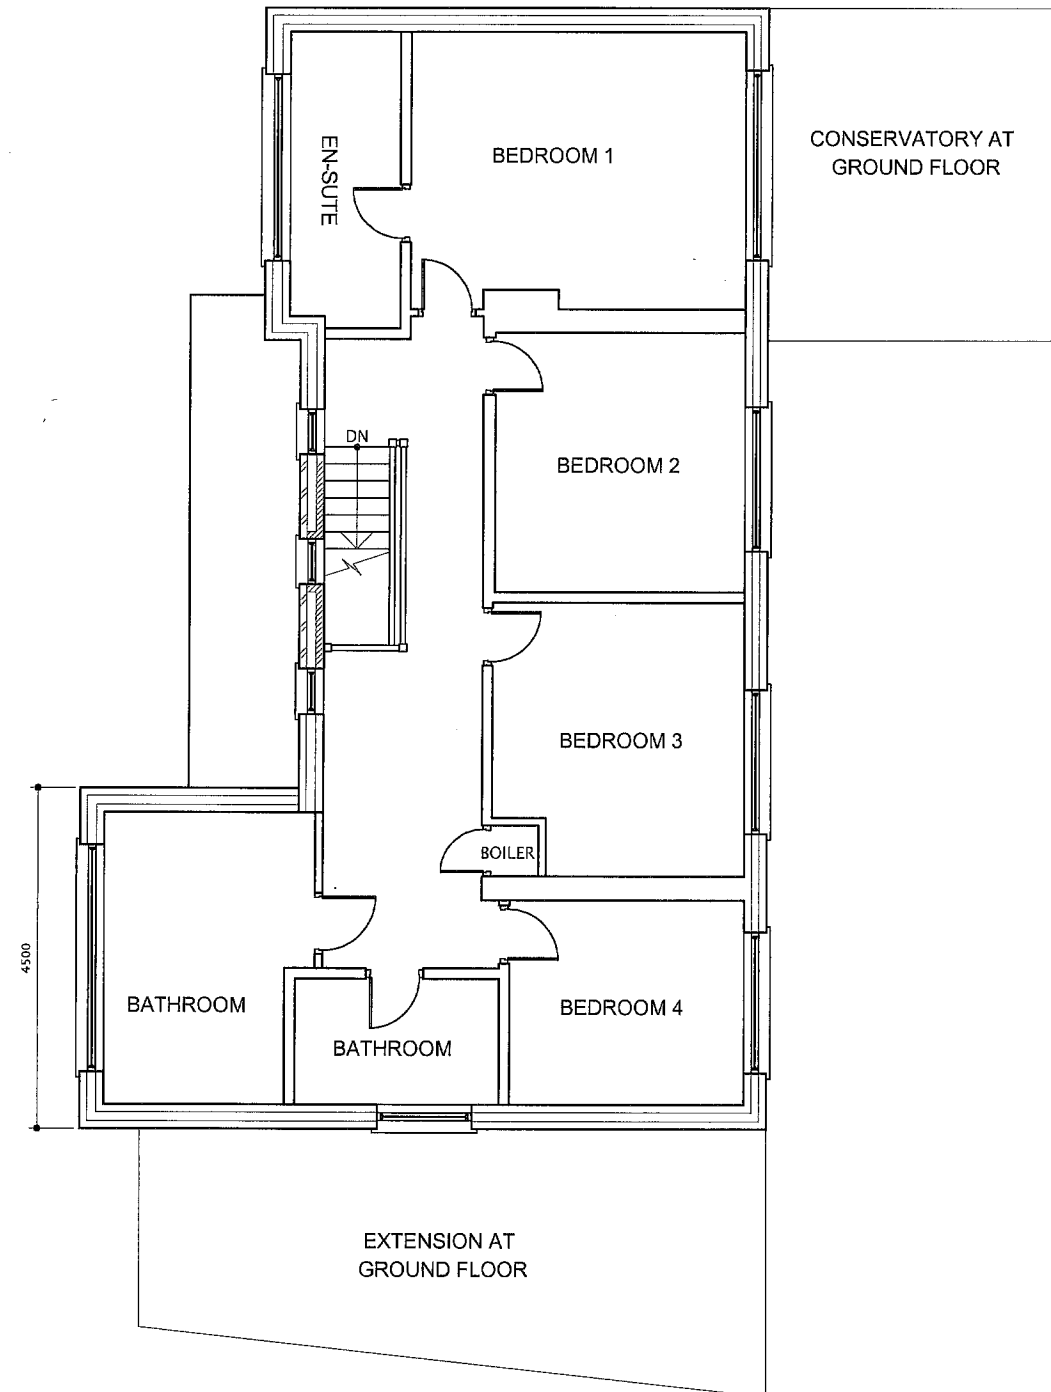 CONSERVATORY AT
GROUND FLOOR
BEDROOM 1
EN-SUTE
DN
BEDROOM 2
BEDROOM 3
BOILER
4500
BATHROOM
BATHROOM
BEDROOM 4
EXTENSION AT
GROUND FLOOR